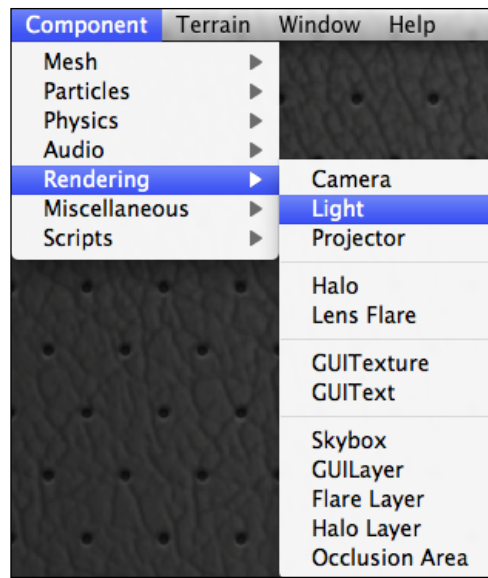 Component Terrain Window Help
Mesh
Particles
Physics
Audio
Rendering
Miscellaneous
Scripts
Camera
Light
Projector
Halo
Lens Flare
GUITexture
GUIText
Skybox
GUILayer
Flare Layer
Halo Layer
Occlusion Area